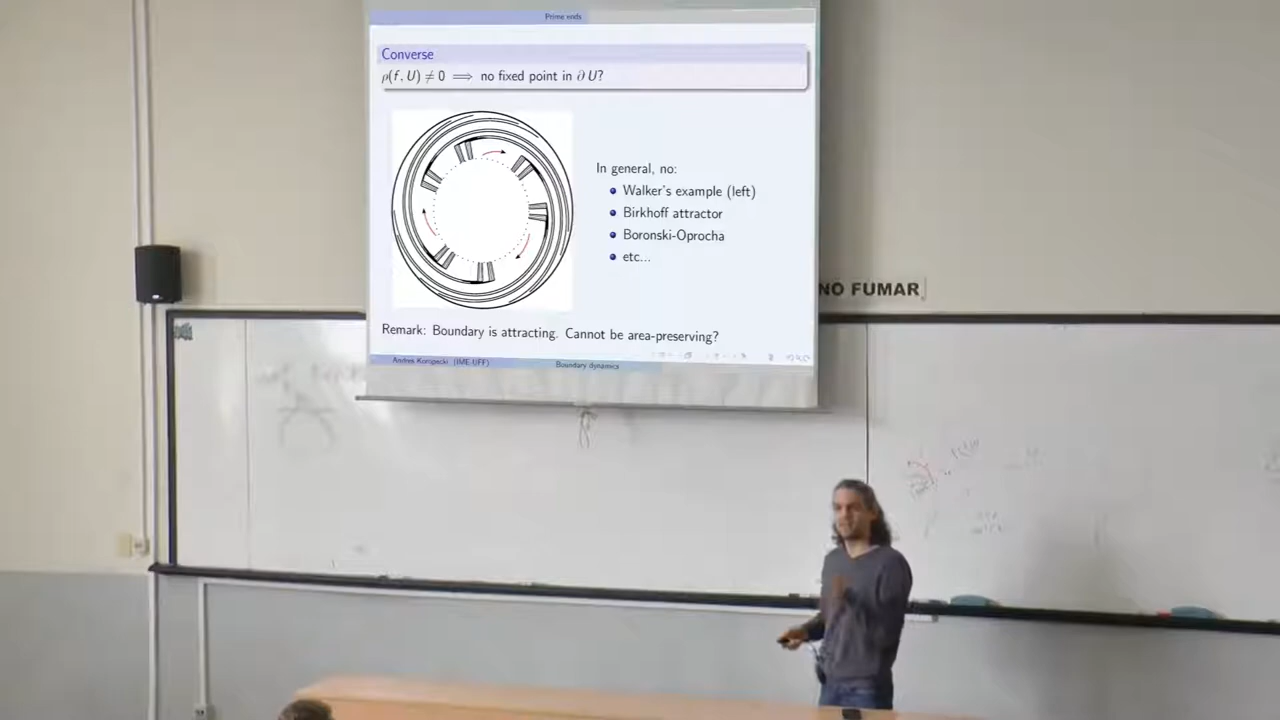 Prime ends
Converse
ρ(f, U) ≠ 0 ⟹ no fixed point in ∂U?
In general, no:
Walker's example (left)
Birkhoff attractor
Boronski-Oprocha
etc...
Remark: Boundary is attracting. Cannot be area-preserving?
Andres Koropecki (IME-UFF)
Boundary dynamics
NO FUMAR